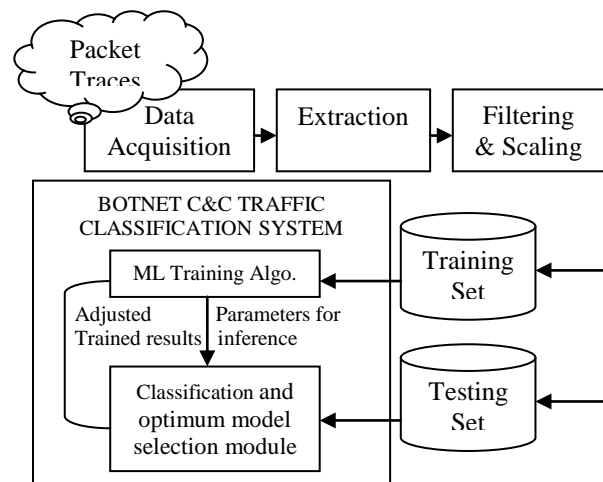 Packet
Traces
Data
Acquisition
Extraction
Filtering
& Scaling
BOTNET C&C TRAFFIC
CLASSIFICATION SYSTEM
ML Training Algo.
Training
Set
Adjusted
Trained results
Parameters for
inference
Classification and
optimum model
selection module
Testing
Set